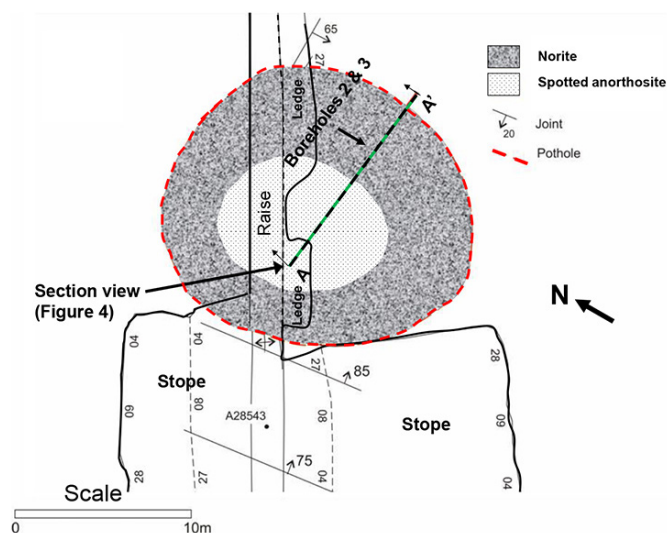 65
27
Ledge
Boreholes 2 & 3
A'
Norite
Spotted anorthosite
20
Joint
Pothole
Raise
Section view
(Figure 4)
A
Ledge
N
04
04
27
85
28
Stope
08
08
A28543
09
Stope
09
28
27
75
04
04
Scale
0
10m